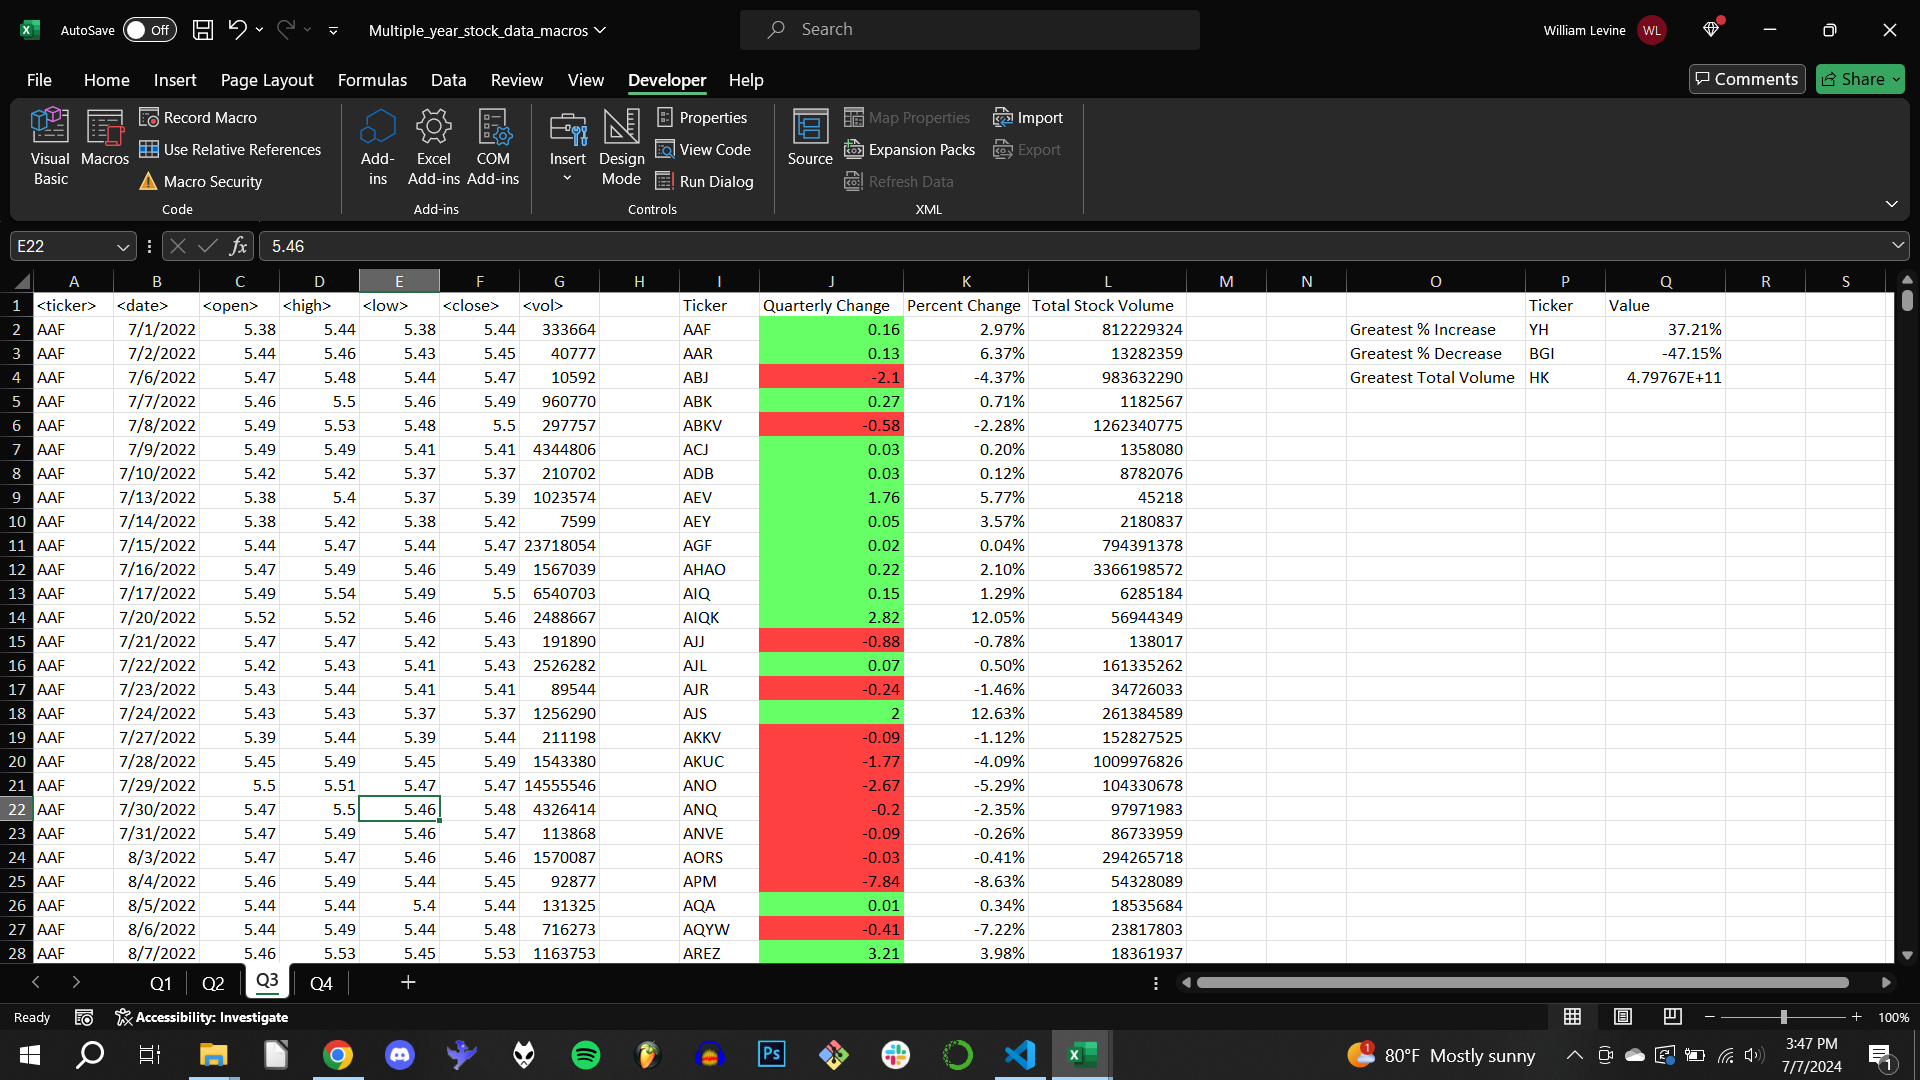 AutoSave Off Multiple_year_stock_data_macros Search William Levine WL
File Home Insert Page Layout Formulas Data Review View Developer Help Comments Share
Visual Basic
Macros
Record Macro
Use Relative References
Macro Security
Code
Add-ins
Excel Add-ins
COM Add-ins
Add-ins
Insert
Design Mode
Properties
View Code
Run Dialog
Controls
Source
Map Properties
Expansion Packs
Refresh Data
Import
Export
XML
E22 fx 5.46
A B C D E F G H I J K L M N O P Q R S
1 <ticker> <date> <open> <high> <low> <close> <vol> Ticker Quarterly Change Percent Change Total Stock Volume Ticker Value
2 AAF 7/1/2022 5.38 5.44 5.38 5.44 333664 AAF 0.16 2.97% 812229324 Greatest % Increase YH 37.21%
3 AAF 7/2/2022 5.44 5.46 5.43 5.45 40777 AAR 0.13 6.37% 13282359 Greatest % Decrease BGI -47.15%
4 AAF 7/6/2022 5.47 5.48 5.44 5.47 10592 ABJ -2.1 -4.37% 983632290 Greatest Total Volume HK 4.79767E+11
5 AAF 7/7/2022 5.46 5.5 5.46 5.49 960770 ABK 0.27 0.71% 1182567
6 AAF 7/8/2022 5.49 5.53 5.48 5.5 297757 ABKV -0.58 -2.28% 1262340775
7 AAF 7/9/2022 5.49 5.49 5.41 5.41 4344806 ACJ 0.03 0.20% 1358080
8 AAF 7/10/2022 5.42 5.42 5.37 5.37 210702 ADB 0.03 0.12% 8782076
9 AAF 7/13/2022 5.38 5.4 5.37 5.39 1023574 AEV 1.76 5.77% 45218
10 AAF 7/14/2022 5.38 5.42 5.38 5.42 7599 AEY 0.05 3.57% 2180837
11 AAF 7/15/2022 5.44 5.47 5.44 5.47 23718054 AGF 0.02 0.04% 794391378
12 AAF 7/16/2022 5.47 5.49 5.46 5.49 1567039 AHAO 0.22 2.10% 3366198572
13 AAF 7/17/2022 5.49 5.54 5.49 5.5 6540703 AIQ 0.15 1.29% 6285184
14 AAF 7/20/2022 5.52 5.52 5.46 5.46 2488667 AIQK 2.82 12.05% 56944349
15 AAF 7/21/2022 5.47 5.47 5.42 5.43 191890 AJJ -0.88 -0.78% 138017
16 AAF 7/22/2022 5.42 5.43 5.41 5.43 2526282 AJL 0.07 0.50% 161335262
17 AAF 7/23/2022 5.43 5.44 5.41 5.41 89544 AJR -0.24 -1.46% 34726033
18 AAF 7/24/2022 5.43 5.43 5.37 5.37 1256290 AJS 2 12.63% 261384589
19 AAF 7/27/2022 5.39 5.44 5.39 5.44 211198 AKKV -0.09 -1.12% 152827525
20 AAF 7/28/2022 5.45 5.49 5.45 5.49 1543380 AKUC -1.77 -4.09% 1009976826
21 AAF 7/29/2022 5.5 5.51 5.47 5.47 14555546 ANO -2.67 -5.29% 104330678
22 AAF 7/30/2022 5.47 5.5 5.46 5.48 4326414 ANQ -0.2 -2.35% 97971983
23 AAF 7/31/2022 5.47 5.49 5.46 5.47 113868 ANVE -0.09 -0.26% 86733959
24 AAF 8/3/2022 5.47 5.47 5.46 5.46 1570087 AORS -0.03 -0.41% 294265718
25 AAF 8/4/2022 5.46 5.49 5.44 5.45 92877 APM -7.84 -8.63% 54328089
26 AAF 8/5/2022 5.44 5.44 5.4 5.44 131325 AQA 0.01 0.34% 18535684
27 AAF 8/6/2022 5.44 5.49 5.44 5.48 716273 AQYW -0.41 -7.22% 23817803
28 AAF 8/7/2022 5.46 5.53 5.45 5.53 1163753 AREZ 3.21 3.98% 18361937
Q1 Q2 Q3 Q4
Ready Accessibility: Investigate 100%
Ps 1 80°F Mostly sunny 3:47 PM
7/7/2024 1